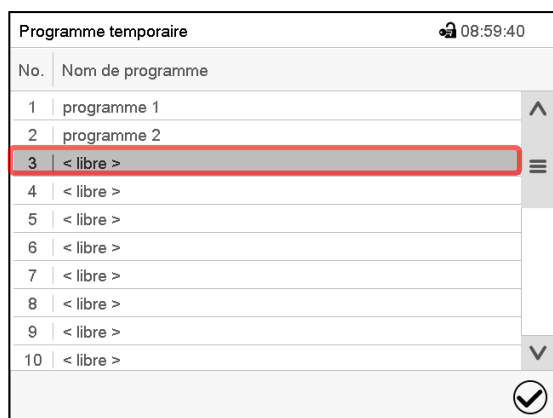 Programme temporaire 08:59:40
No. Nom de programme
1 programme 1
2 programme 2
3 < libre >
4 < libre >
5 < libre >
6 < libre >
7 < libre >
8 < libre >
9 < libre >
10 < libre >